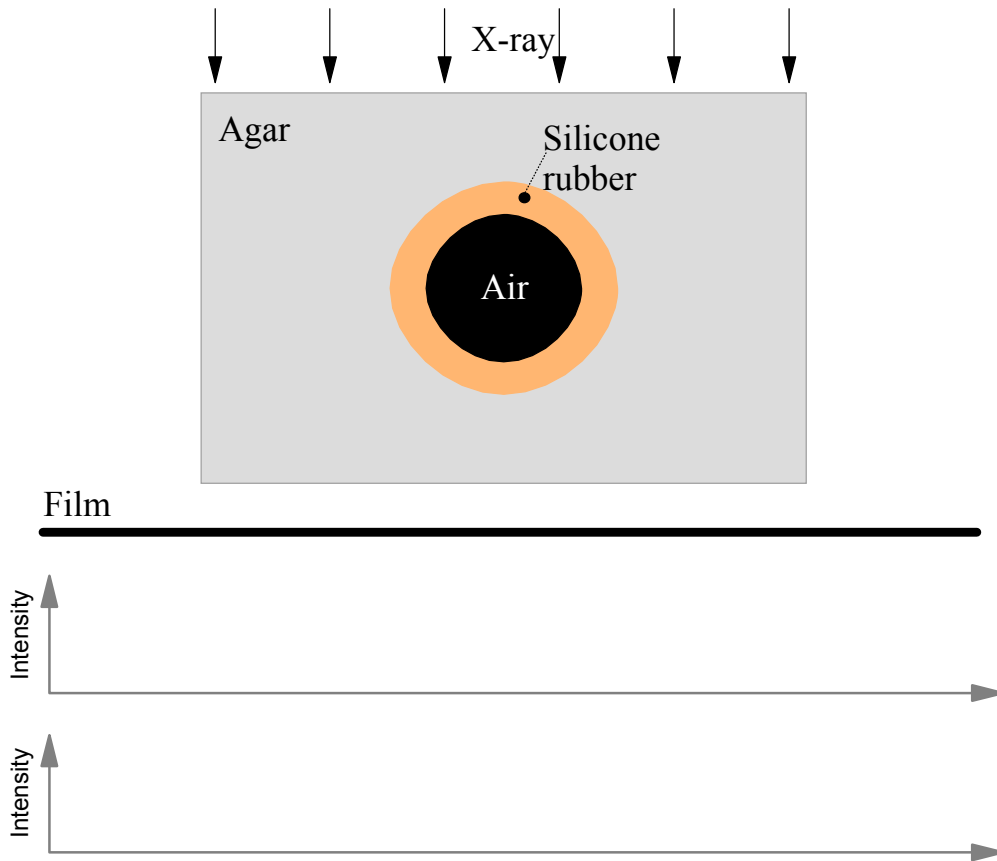 X-ray
Agar
Silicone
rubber
Air
Film
Intensity
Intensity